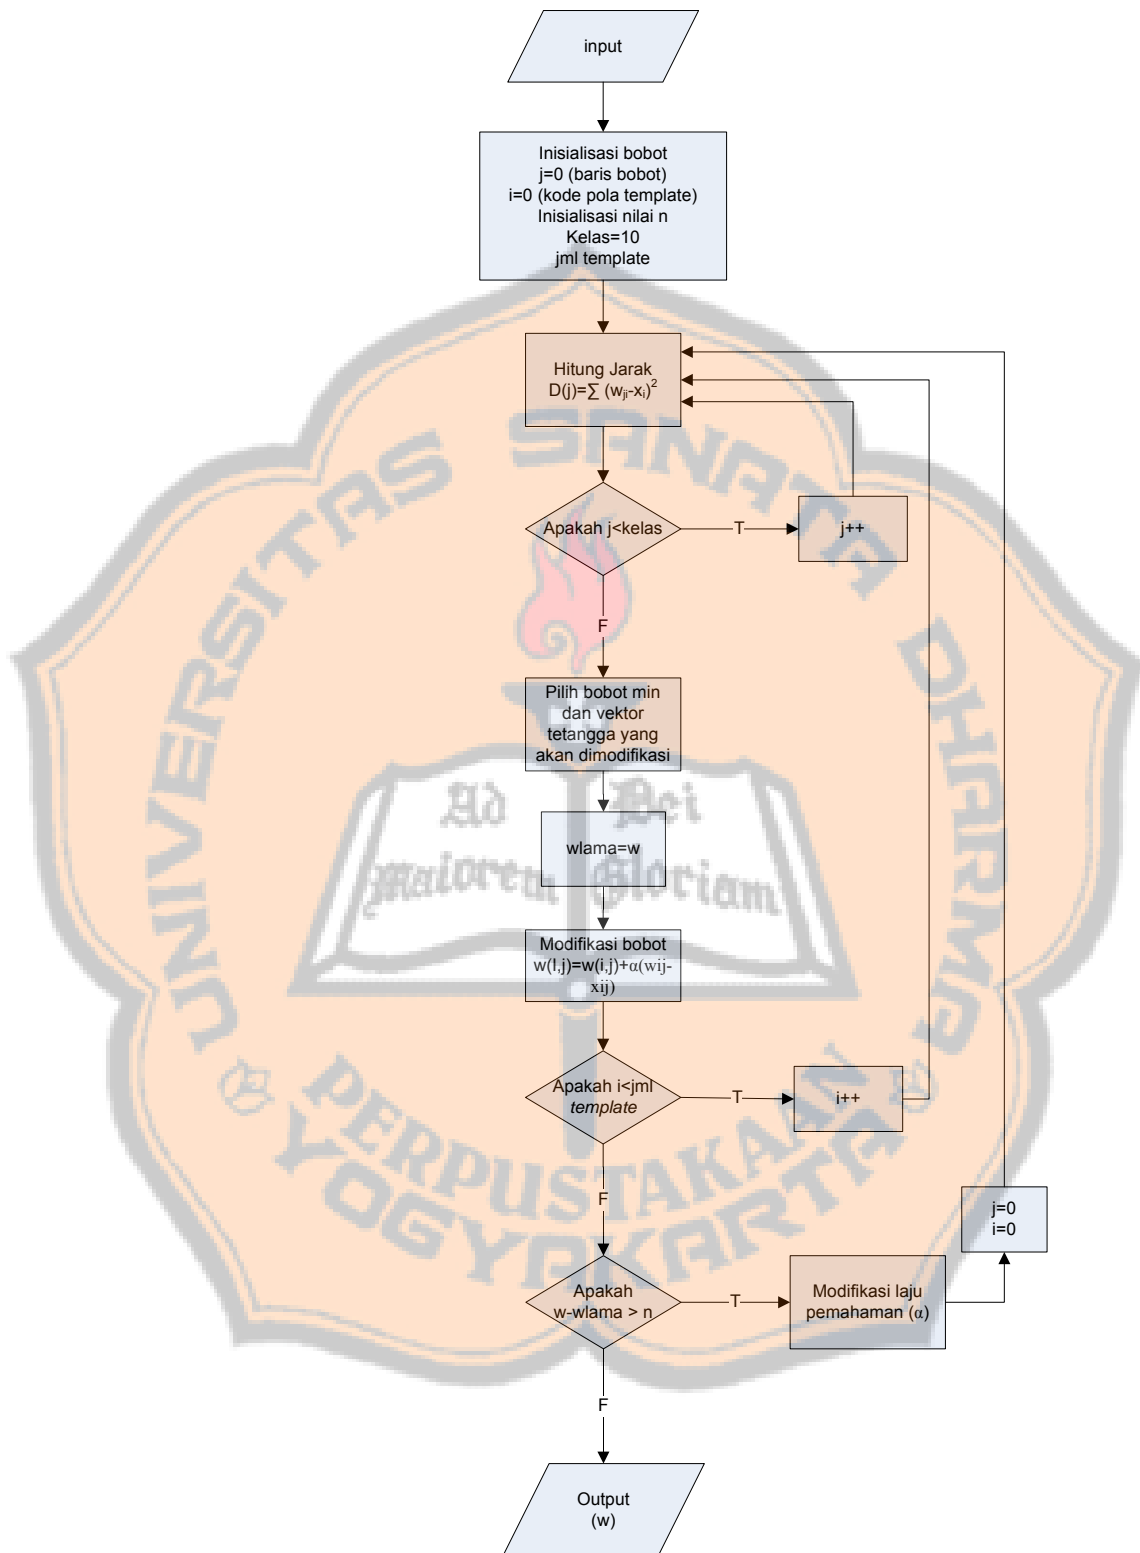 input
Inisialisasi bobot
j=0 (baris bobot)
i=0 (kode pola template)
Inisialisasi nilai n
Kelas=10
jml template
Hitung Jarak
D(j)=∑ (wji-xi)2
Apakah j<kelas
T
j++
F
Pilih bobot min
dan vektor
tetangga yang
akan dimodifikasi
wlama=w
Modifikasi bobot
w(I,j)=w(i,j)+α(wij-
xij)
Apakah i<jml
template
T
i++
F
j=0
i=0
Apakah
w-wlama > n
T
Modifikasi laju
pemahaman (α)
F
Output
(w)
UNIVERSITAS SANATA DHARMA
Ad Dei
Maiorem Gloriam
PERPUSTAKAAN
YOGYAKARTA